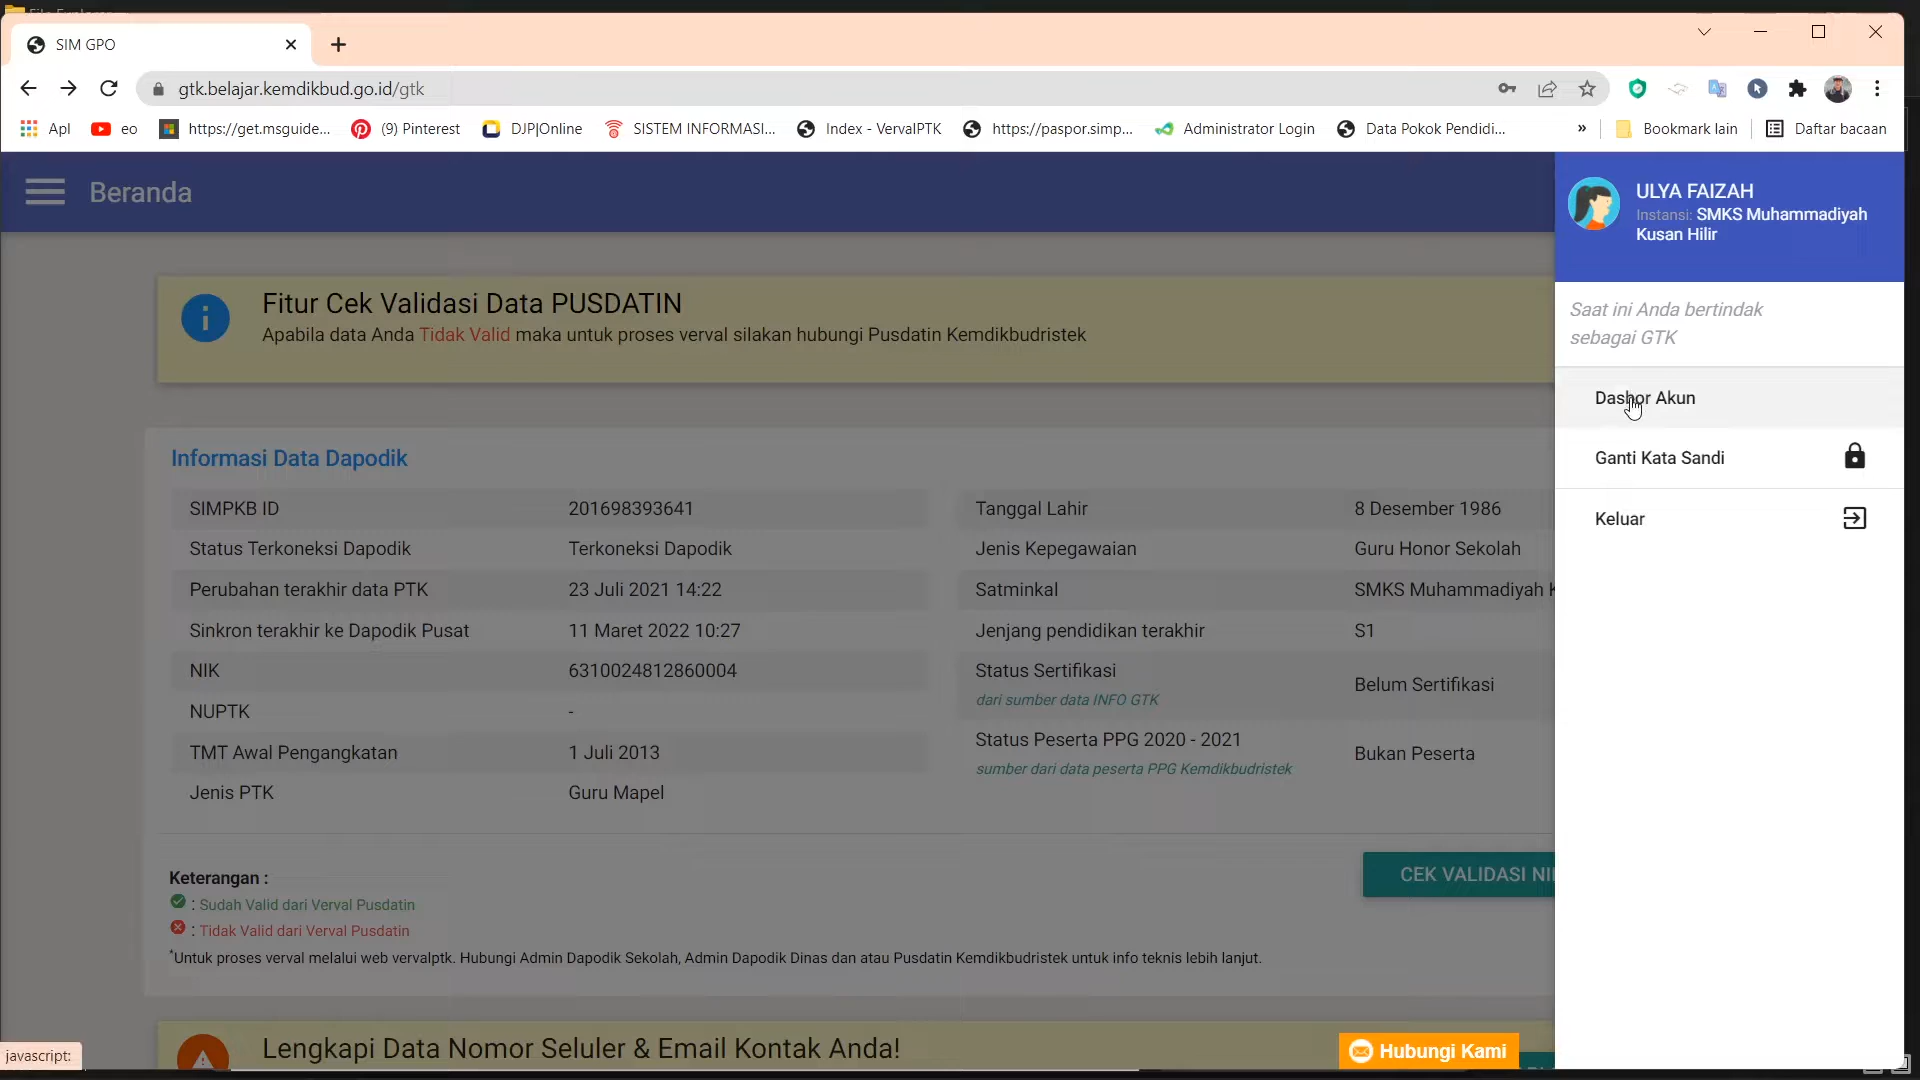 SIM GPO
gtk.belajar.kemdikbud.go.id/gtk
Apl
eo
https://get.msguide...
(9) Pinterest
DJP|Online
SISTEM INFORMASI...
Index - VervalPTK
https://paspor.simp...
Administrator Login
Data Pokok Pendidi...
»
Bookmark lain
Daftar bacaan
Beranda
ULYA FAIZAH
Instansi: SMKS Muhammadiyah
Kusan Hilir
Saat ini Anda bertindak
sebagai GTK
Dashor Akun
Ganti Kata Sandi
Keluar
Fitur Cek Validasi Data PUSDATIN
Apabila data Anda Tidak Valid maka untuk proses verval silakan hubungi Pusdatin Kemdikbudristek
Informasi Data Dapodik
SIMPKB ID 201698393641
Status Terkoneksi Dapodik Terkoneksi Dapodik
Perubahan terakhir data PTK 23 Juli 2021 14:22
Sinkron terakhir ke Dapodik Pusat 11 Maret 2022 10:27
NIK 6310024812860004
NUPTK -
TMT Awal Pengangkatan 1 Juli 2013
Jenis PTK Guru Mapel
Tanggal Lahir 8 Desember 1986
Jenis Kepegawaian Guru Honor Sekolah
Satminkal SMKS Muhammadiyah
Jenjang pendidikan terakhir S1
Status Sertifikasi
dari sumber data INFO GTK
Belum Sertifikasi
Status Peserta PPG 2020 - 2021
sumber dari data peserta PPG Kemdikbudristek
Bukan Peserta
Keterangan :
: Sudah Valid dari Verval Pusdatin
: Tidak Valid dari Verval Pusdatin
*Untuk proses verval melalui web vervalptk. Hubungi Admin Dapodik Sekolah, Admin Dapodik Dinas dan atau Pusdatin Kemdikbudristek untuk info teknis lebih lanjut.
CEK VALIDASI NI
Lengkapi Data Nomor Seluler & Email Kontak Anda!
Hubungi Kami
javascript: